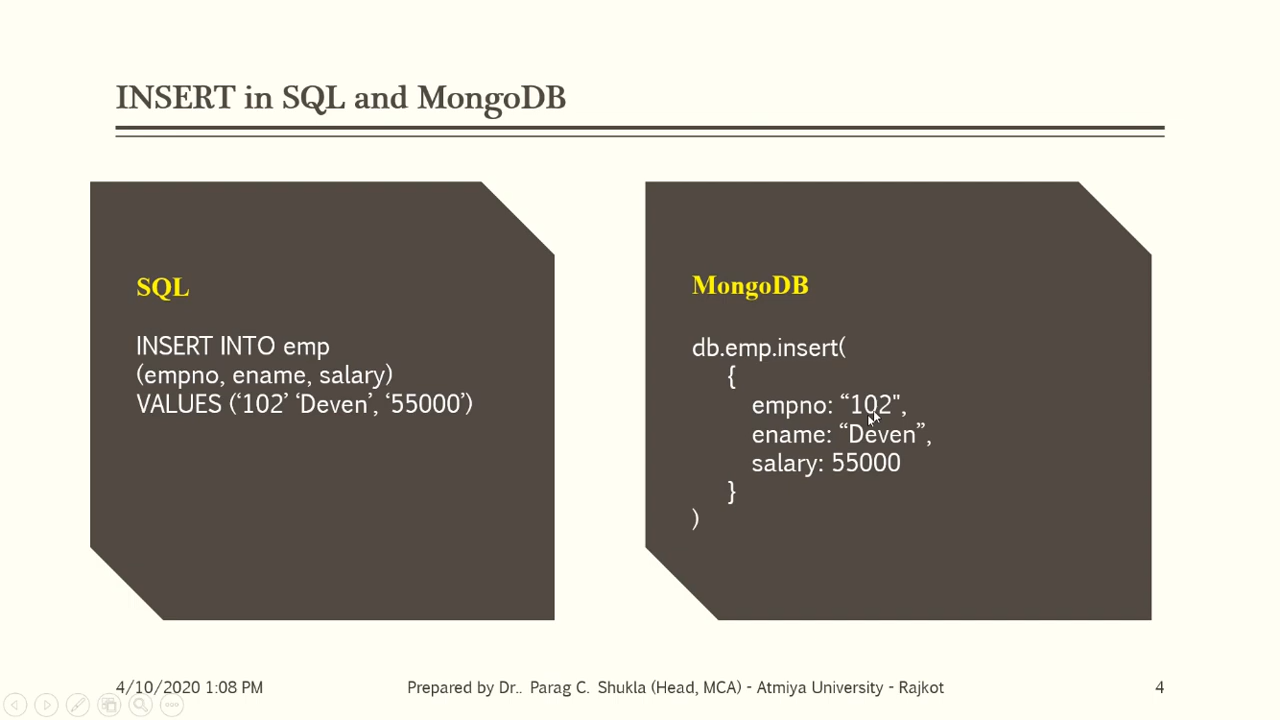 INSERT in SQL and MongoDB
SQL
INSERT INTO emp
(empno, ename, salary)
VALUES (‘102’ ‘Deven’, ‘55000’)
MongoDB
db.emp.insert(
{
empno: “102",
ename: “Deven”,
salary: 55000
}
)
4/10/2020 1:08 PM
Prepared by Dr.. Parag C. Shukla (Head, MCA) - Atmiya University - Rajkot
4